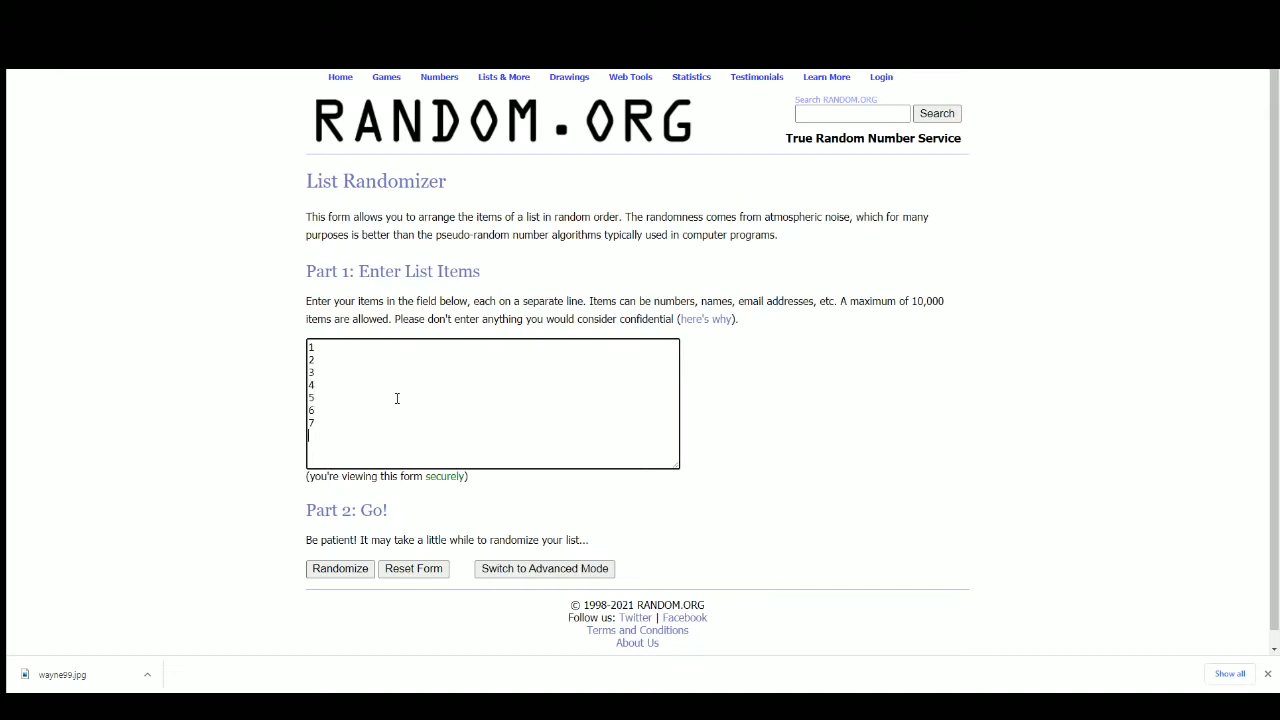 Home Games Numbers Lists & More Drawings Web Tools Statistics Testimonials Learn More Login
RANDOM.ORG
Search RANDOM.ORG
Search
True Random Number Service
List Randomizer
This form allows you to arrange the items of a list in random order. The randomness comes from atmospheric noise, which for many
purposes is better than the pseudo-random number algorithms typically used in computer programs.
Part 1: Enter List Items
Enter your items in the field below, each on a separate line. Items can be numbers, names, email addresses, etc. A maximum of 10,000
items are allowed. Please don't enter anything you would consider confidential (here's why).
1
2
3
4
5
6
7
(you're viewing this form securely)
Part 2: Go!
Be patient! It may take a little while to randomize your list...
Randomize Reset Form Switch to Advanced Mode
© 1998-2021 RANDOM.ORG
Follow us: Twitter | Facebook
Terms and Conditions
About Us
wayne99.jpg
Show all